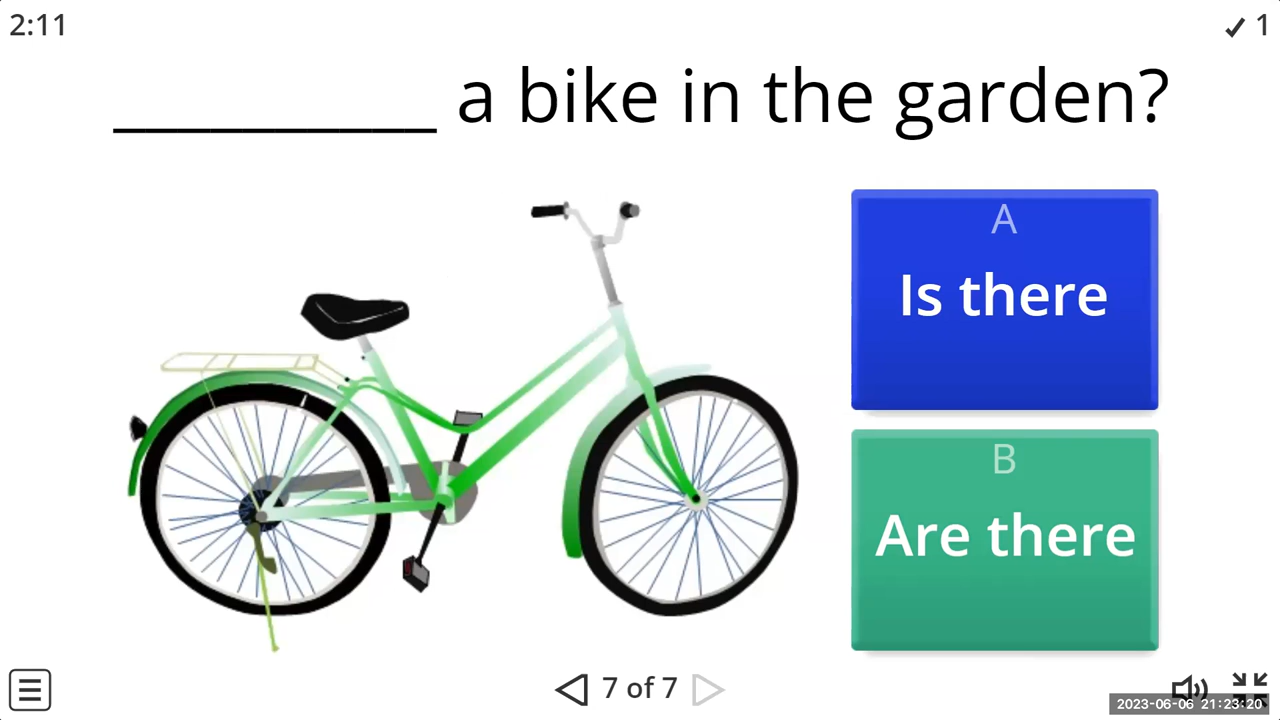 2:11
✓ 1
__________ a bike in the garden?
A
Is there
B
Are there
7 of 7
2023-06-06 21:23:20